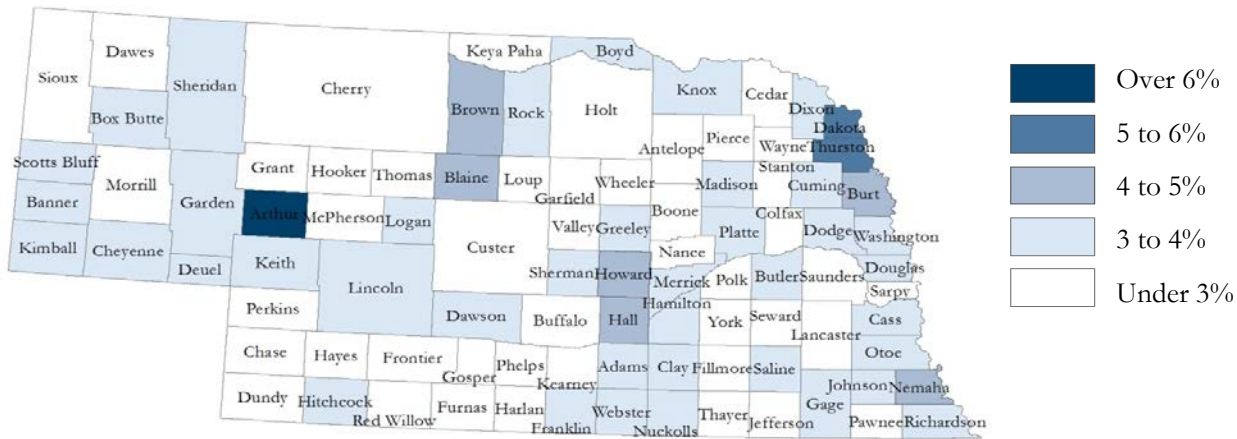 Sioux
Dawes
Box Butte
Sheridan
Cherry
Keya Paha
Boyd
Brown
Rock
Holt
Knox
Cedar
Dixon
Dakota
Scotts Bluff
Banner
Kimball
Morrill
Cheyenne
Garden
Deuel
Grant
Hooker
Thomas
Blaine
Loup
Garfield
Wheeler
Antelope
Pierce
Wayne
Thurston
Arthur
McPherson
Logan
Custer
Valley
Greeley
Boone
Madison
Stanton
Cuming
Burt
Keith
Lincoln
Sherman
Howard
Nance
Merrick
Platte
Colfax
Dodge
Washington
Perkins
Dawson
Buffalo
Hall
Hamilton
Polk
Butler
Saunders
Douglas
Sarpy
York
Seward
Lancaster
Cass
Chase
Hayes
Frontier
Gosper
Phelps
Kearney
Adams
Clay
Fillmore
Saline
Otoe
Dundy
Hitchcock
Red Willow
Furnas
Harlan
Franklin
Webster
Nuckolls
Thayer
Jefferson
Gage
Johnson
Nemaha
Pawnee
Richardson
Over 6%
5 to 6%
4 to 5%
3 to 4%
Under 3%